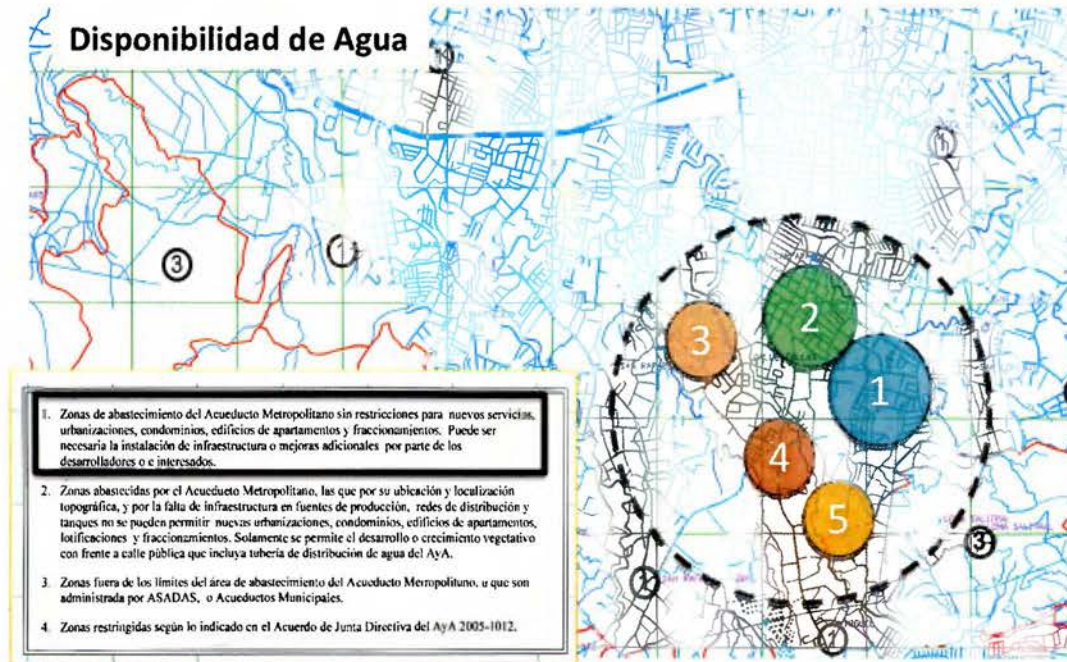 Disponibilidad de Agua
3
1
3
2
1
4
5
3
1. Zonas de abastecimiento del Acueducto Metropolitano sin restricciones para nuevos servicios,
urbanizaciones, condominios, edificios de apartamentos y fraccionamientos. Puede ser
necesaria la instalación de infraestructura o mejoras adicionales por parte de los
desarrolladores o e interesados.
2. Zonas abastecidas por el Acueducto Metropolitano, las que por su ubicación y localización
topográfica, y por la falta de infraestructura en fuentes de producción, redes de distribución y
tanques no se pueden permitir nuevas urbanizaciones, condominios, edificios de apartamentos,
lotificaciones y fraccionamientos. Solamente se permite el desarrollo o crecimiento vegetativo
con frente a calle pública que incluya tubería de distribución de agua del AyA.
3. Zonas fuera de los límites del área de abastecimiento del Acueducto Metropolitano, u que son
administrada por ASADAS, o Acueductos Municipales.
4. Zonas restringidas según lo indicado en el Acuerdo de Junta Directiva del AyA 2005-1012.